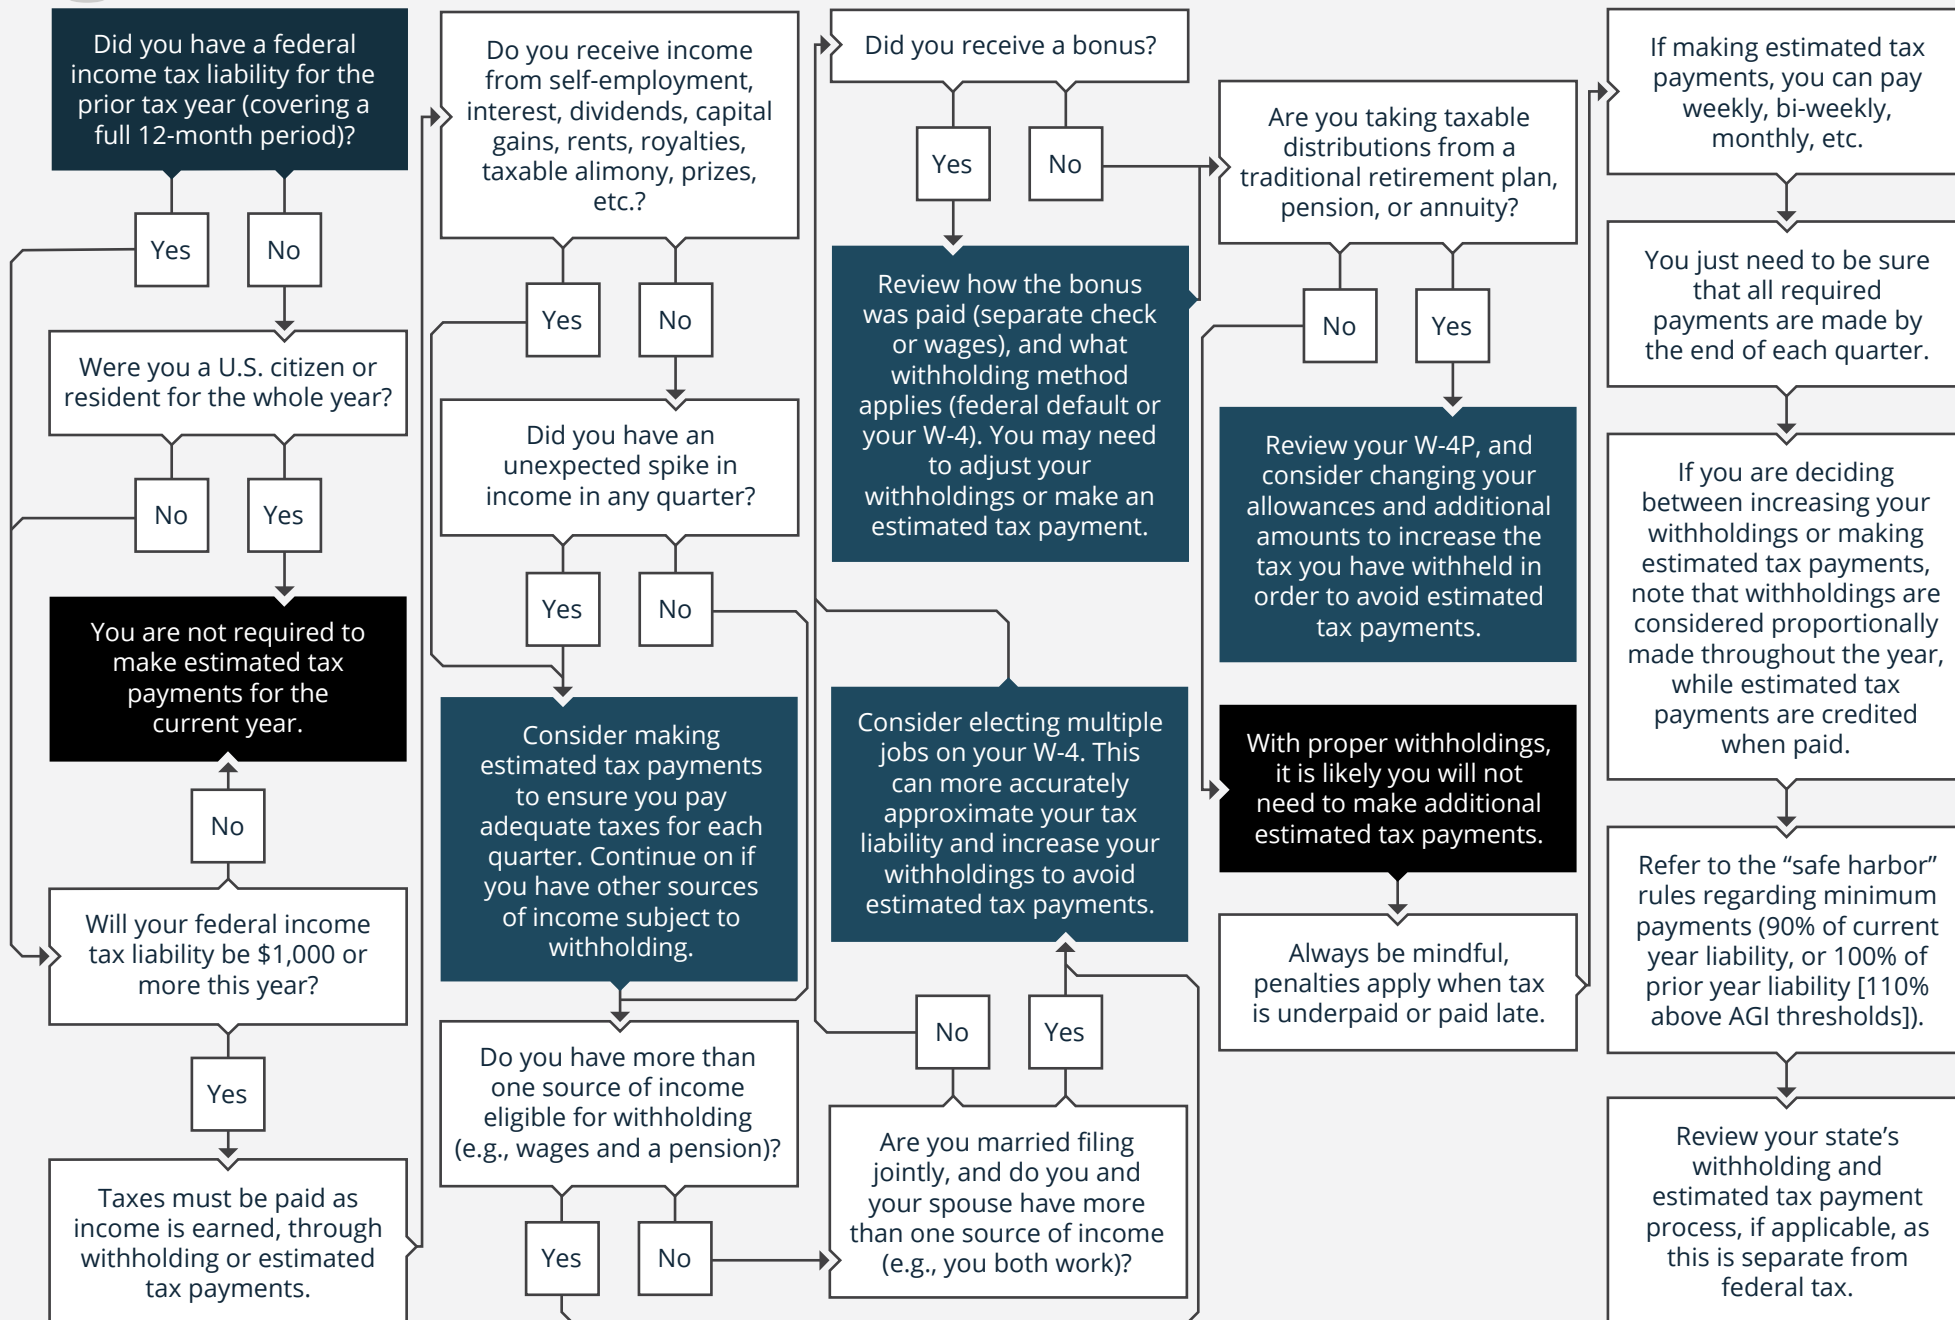 Did you have a federal
income tax liability for the
prior tax year (covering a
full 12-month period)?
Yes
No
Were you a U.S. citizen or
resident for the whole year?
No
Yes
You are not required to
make estimated tax
payments for the
current year.
No
Will your federal income
tax liability be $1,000 or
more this year?
Yes
Taxes must be paid as
income is earned, through
withholding or estimated
tax payments.
Do you receive income
from self-employment,
interest, dividends, capital
gains, rents, royalties,
taxable alimony, prizes,
etc.?
Yes
No
Did you have an
unexpected spike in
income in any quarter?
Yes
No
Consider making
estimated tax payments
to ensure you pay
adequate taxes for each
quarter. Continue on if
you have other sources
of income subject to
withholding.
Do you have more than
one source of income
eligible for withholding
(e.g., wages and a pension)?
Yes
No
Did you receive a bonus?
Yes
No
Review how the bonus
was paid (separate check
or wages), and what
withholding method
applies (federal default or
your W-4). You may need
to adjust your
withholdings or make an
estimated tax payment.
Consider electing multiple
jobs on your W-4. This
can more accurately
approximate your tax
liability and increase your
withholdings to avoid
estimated tax payments.
No
Yes
Are you married filing
jointly, and do you and
your spouse have more
than one source of income
(e.g., you both work)?
Are you taking taxable
distributions from a
traditional retirement plan,
pension, or annuity?
No
Yes
Review your W-4P, and
consider changing your
allowances and additional
amounts to increase the
tax you have withheld in
order to avoid estimated
tax payments.
With proper withholdings,
it is likely you will not
need to make additional
estimated tax payments.
Always be mindful,
penalties apply when tax
is underpaid or paid late.
If making estimated tax
payments, you can pay
weekly, bi-weekly,
monthly, etc.
You just need to be sure
that all required
payments are made by
the end of each quarter.
If you are deciding
between increasing your
withholdings or making
estimated tax payments,
note that withholdings are
considered proportionally
made throughout the year,
while estimated tax
payments are credited
when paid.
Refer to the “safe harbor”
rules regarding minimum
payments (90% of current
year liability, or 100% of
prior year liability [110%
above AGI thresholds]).
Review your state’s
withholding and
estimated tax payment
process, if applicable, as
this is separate from
federal tax.